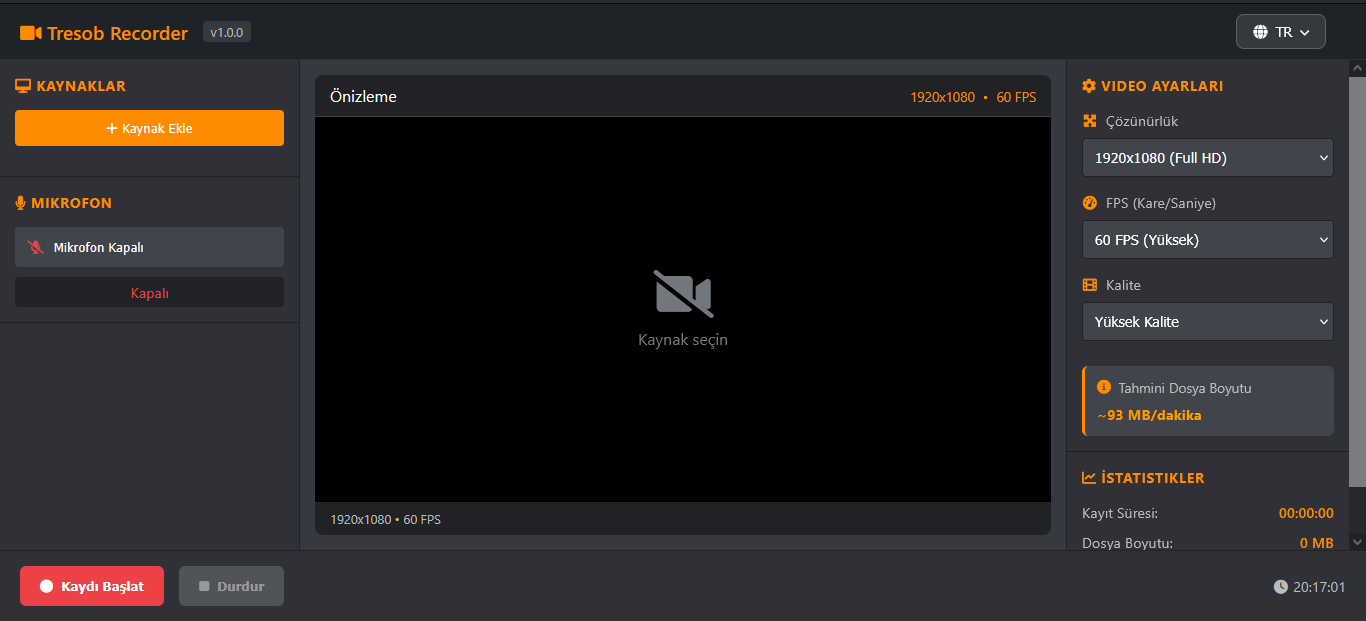 Tresob Recorder v1.0.0
TR
KAYNAKLAR
Kaynak Ekle
MIKROFON
Mikrofon Kapalı
Kapalı
Önizleme
1920x1080 • 60 FPS
Kaynak seçin
1920x1080 • 60 FPS
VIDEO AYARLARI
Çözünürlük
1920x1080 (Full HD)
FPS (Kare/Saniye)
60 FPS (Yüksek)
Kalite
Yüksek Kalite
Tahmini Dosya Boyutu
~93 MB/dakika
İSTATISTIKLER
Kayıt Süresi: 00:00:00
Dosya Boyutu: 0 MB
Kaydı Başlat
Durdur
20:17:01